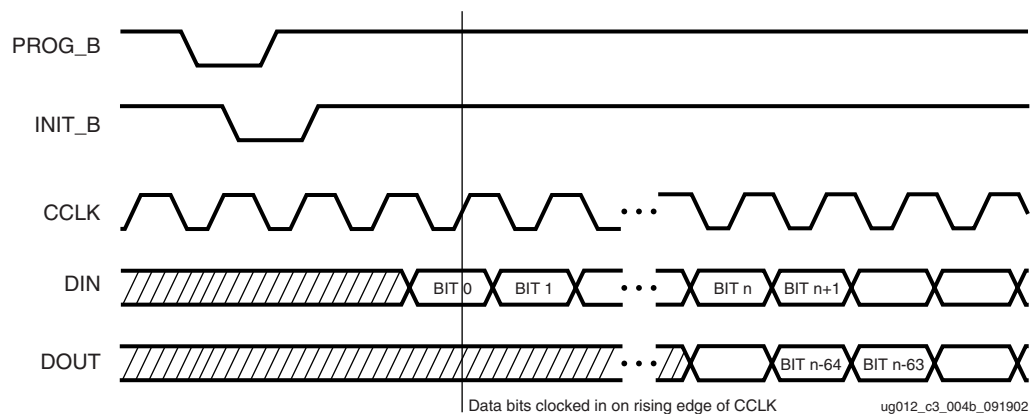 PROG_B
INIT_B
CCLK
DIN
BIT 0
BIT 1
BIT n
BIT n+1
DOUT
BIT n-64
BIT n-63
Data bits clocked in on rising edge of CCLK
ug012_c3_004b_091902